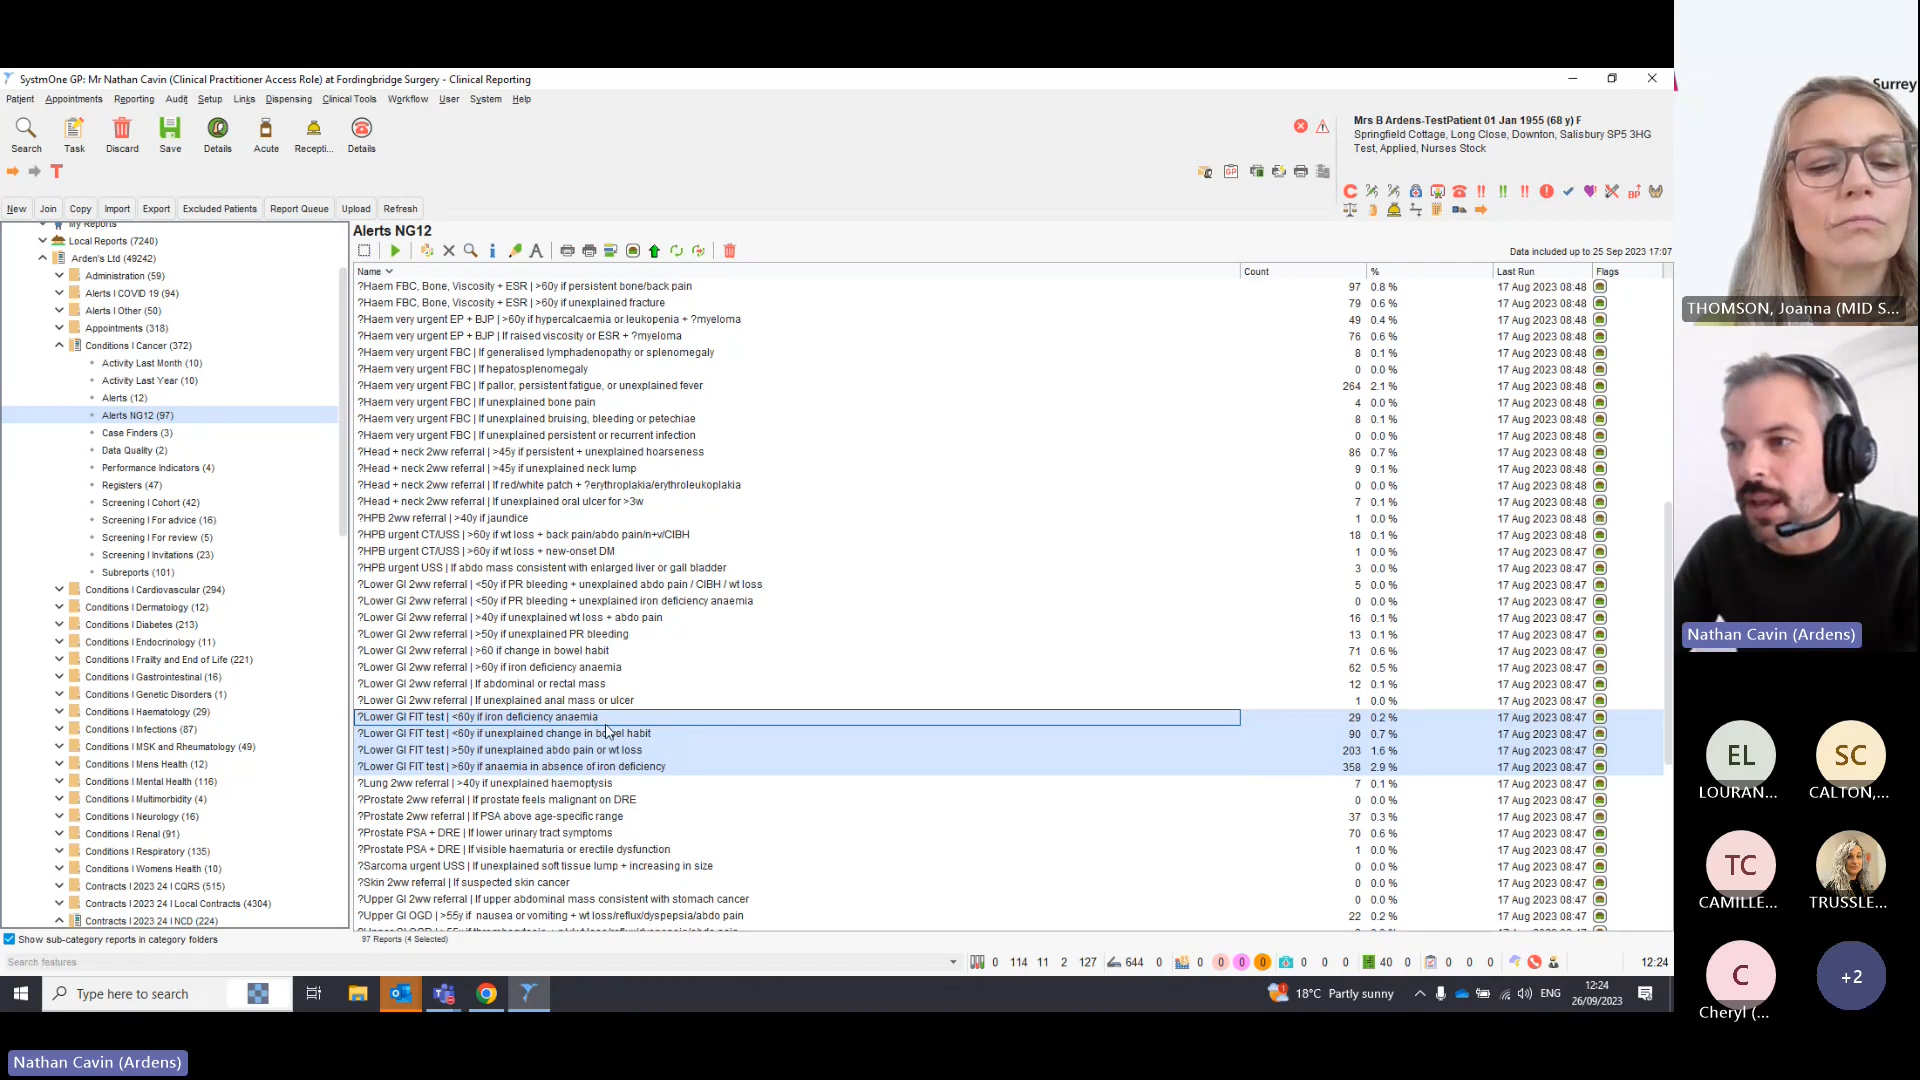 SystmOne GP: Mr Nathan Cavin (Clinical Practitioner Access Role) at Fordingbridge Surgery - Clinical Reporting
Patient Appointments Reporting Audit Setup Links Dispensing Clinical Tools Workflow User System Help
Search Task Discard Save Details Acute Recepti... Details
Mrs B Ardens-TestPatient 01 Jan 1955 (68 y) F
Springfield Cottage, Long Close, Downton, Salisbury SP5 3HG
Test, Applied, Nurses Stock
New Join Copy Import Export Excluded Patients Report Queue Upload Refresh
My Reports
Local Reports (7240)
Arden's Ltd (49242)
Administration (59)
Alerts I COVID 19 (94)
Alerts I Other (50)
Appointments (318)
Conditions I Cancer (372)
Activity Last Month (10)
Activity Last Year (10)
Alerts (12)
Alerts NG12 (97)
Case Finders (3)
Data Quality (2)
Performance Indicators (4)
Registers (47)
Screening I Cohort (42)
Screening I For advice (16)
Screening I For review (5)
Screening I Invitations (23)
Subreports (101)
Conditions I Cardiovascular (294)
Conditions I Dermatology (12)
Conditions I Diabetes (213)
Conditions I Endocrinology (11)
Conditions I Frailty and End of Life (221)
Conditions I Gastrointestinal (16)
Conditions I Genetic Disorders (1)
Conditions I Haematology (29)
Conditions I Infections (87)
Conditions I MSK and Rheumatology (49)
Conditions I Mens Health (12)
Conditions I Mental Health (116)
Conditions I Multimorbidity (4)
Conditions I Neurology (16)
Conditions I Renal (91)
Conditions I Respiratory (135)
Conditions I Womens Health (10)
Contracts I 2023 24 I CQRS (515)
Contracts I 2023 24 I Local Contracts (4304)
Contracts I 2023 24 I NCD (224)
Show sub-category reports in category folders
Alerts NG12
Data included up to 25 Sep 2023 17:07
Name Count % Last Run Flags
?Haem FBC, Bone, Viscosity + ESR | >60y if persistent bone/back pain 97 0.8 % 17 Aug 2023 08:48
?Haem FBC, Bone, Viscosity + ESR | >60y if unexplained fracture 79 0.6 % 17 Aug 2023 08:48
?Haem very urgent EP + BJP | >60y if hypercalcaemia or leukopenia + ?myeloma 49 0.4 % 17 Aug 2023 08:48
?Haem very urgent EP + BJP | If raised viscosity or ESR + ?myeloma 76 0.6 % 17 Aug 2023 08:48
?Haem very urgent FBC | If generalised lymphadenopathy or splenomegaly 8 0.1 % 17 Aug 2023 08:48
?Haem very urgent FBC | If hepatosplenomegaly 0 0.0 % 17 Aug 2023 08:48
?Haem very urgent FBC | If pallor, persistent fatigue, or unexplained fever 264 2.1 % 17 Aug 2023 08:48
?Haem very urgent FBC | If unexplained bone pain 4 0.0 % 17 Aug 2023 08:48
?Haem very urgent FBC | If unexplained bruising, bleeding or petechiae 8 0.1 % 17 Aug 2023 08:48
?Haem very urgent FBC | If unexplained persistent or recurrent infection 0 0.0 % 17 Aug 2023 08:48
?Head + neck 2ww referral | >45y if persistent + unexplained hoarseness 86 0.7 % 17 Aug 2023 08:48
?Head + neck 2ww referral | >45y if unexplained neck lump 9 0.1 % 17 Aug 2023 08:48
?Head + neck 2ww referral | If red/white patch + ?erythroplakia/erythroleukoplakia 0 0.0 % 17 Aug 2023 08:48
?Head + neck 2ww referral | If unexplained oral ulcer for >3w 7 0.1 % 17 Aug 2023 08:48
?HPB 2ww referral | >40y if jaundice 1 0.0 % 17 Aug 2023 08:48
?HPB urgent CT/USS | >60y if wt loss + back pain/abdo pain/n+v/CIBH 18 0.1 % 17 Aug 2023 08:48
?HPB urgent CT/USS | >60y if wt loss + new-onset DM 1 0.0 % 17 Aug 2023 08:47
?HPB urgent USS | If abdo mass consistent with enlarged liver or gall bladder 3 0.0 % 17 Aug 2023 08:47
?Lower GI 2ww referral | <50y if PR bleeding + unexplained abdo pain / CIBH / wt loss 5 0.0 % 17 Aug 2023 08:47
?Lower GI 2ww referral | <50y if PR bleeding + unexplained iron deficiency anaemia 0 0.0 % 17 Aug 2023 08:47
?Lower GI 2ww referral | >40y if unexplained wt loss + abdo pain 16 0.1 % 17 Aug 2023 08:47
?Lower GI 2ww referral | >50y if unexplained PR bleeding 13 0.1 % 17 Aug 2023 08:47
?Lower GI 2ww referral | >60 if change in bowel habit 71 0.6 % 17 Aug 2023 08:47
?Lower GI 2ww referral | >60y if iron deficiency anaemia 62 0.5 % 17 Aug 2023 08:47
?Lower GI 2ww referral | If abdominal or rectal mass 12 0.1 % 17 Aug 2023 08:47
?Lower GI 2ww referral | If unexplained anal mass or ulcer 1 0.0 % 17 Aug 2023 08:47
?Lower GI FIT test | <60y if iron deficiency anaemia 29 0.2 % 17 Aug 2023 08:47
?Lower GI FIT test | <60y if unexplained change in bowel habit 90 0.7 % 17 Aug 2023 08:47
?Lower GI FIT test | >50y if unexplained abdo pain or wt loss 203 1.6 % 17 Aug 2023 08:47
?Lower GI FIT test | >60y if anaemia in absence of iron deficiency 358 2.9 % 17 Aug 2023 08:47
?Lung 2ww referral | >40y if unexplained haemoptysis 7 0.1 % 17 Aug 2023 08:47
?Prostate 2ww referral | If prostate feels malignant on DRE 0 0.0 % 17 Aug 2023 08:47
?Prostate 2ww referral | If PSA above age-specific range 37 0.3 % 17 Aug 2023 08:47
?Prostate PSA + DRE | If lower urinary tract symptoms 70 0.6 % 17 Aug 2023 08:47
?Prostate PSA + DRE | If visible haematuria or erectile dysfunction 1 0.0 % 17 Aug 2023 08:47
?Sarcoma urgent USS | If unexplained soft tissue lump + increasing in size 0 0.0 % 17 Aug 2023 08:47
?Skin 2ww referral | If suspected skin cancer 0 0.0 % 17 Aug 2023 08:47
?Upper GI 2ww referral | If upper abdominal mass consistent with stomach cancer 0 0.0 % 17 Aug 2023 08:47
?Upper GI OGD | >55y if nausea or vomiting + wt loss/reflux/dyspepsia/abdo pain 22 0.2 % 17 Aug 2023 08:47
97 Reports (4 Selected)
Search features
0 114 11 2 127 644 0 0 0 0 0 0 0 0 40 0 0 0 0 12:24
Type here to search
18°C Partly sunny ENG 12:24
26/09/2023
Nathan Cavin (Ardens)
Surrey
THOMSON, Joanna (MID S...
Nathan Cavin (Ardens)
EL SC
LOURAN... CALTON,...
TC
CAMILLE... TRUSSLE...
C +2
Cheryl (...